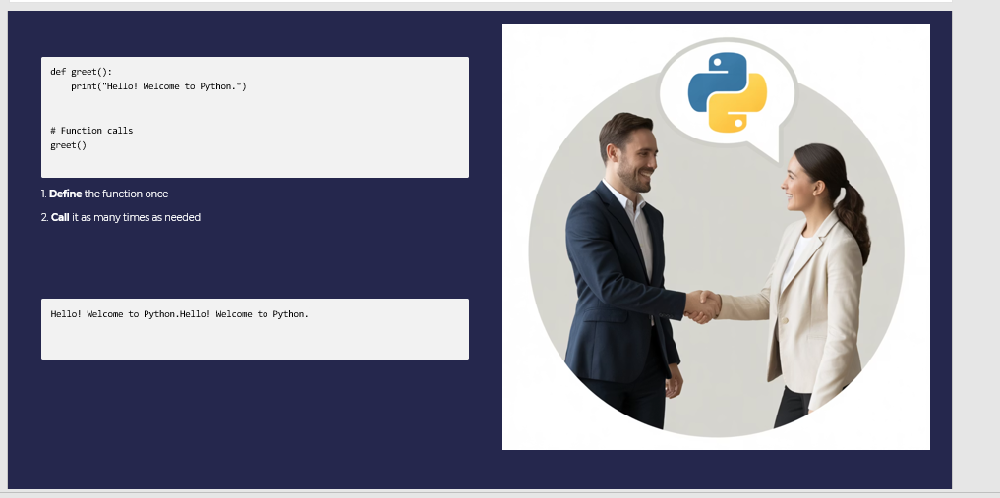 def greet():
    print("Hello! Welcome to Python.")
# Function calls
greet()
1. Define the function once
2. Call it as many times as needed
Hello! Welcome to Python.Hello! Welcome to Python.